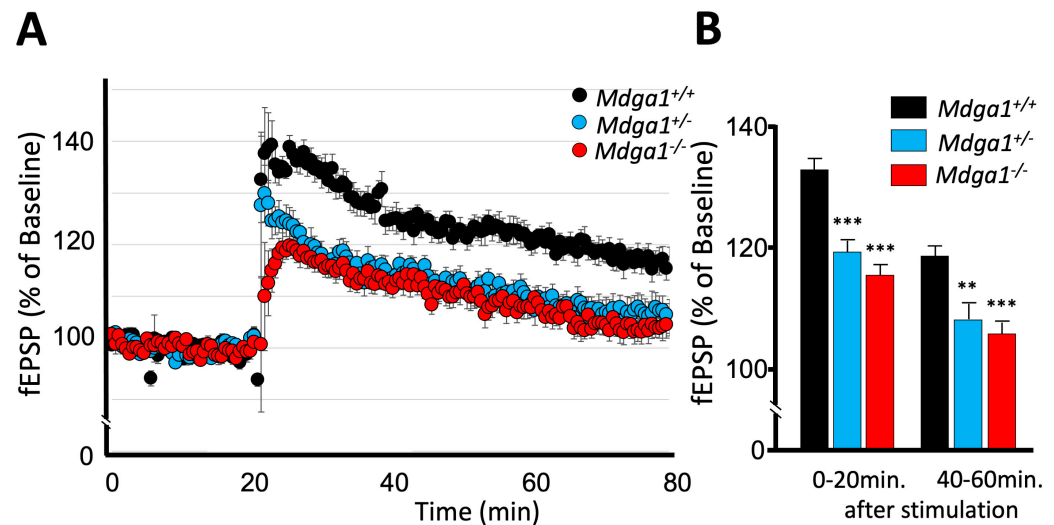 A
fEPSP (% of Baseline)
140
120
100
0
0
20
40
60
80
Time (min)
Mdga1+/+
Mdga1+/-
Mdga1-/-
B
fEPSP (% of Baseline)
140
120
100
0
Mdga1+/+
Mdga1+/-
Mdga1-/-
***
***
**
***
0-20min.
40-60min.
after stimulation